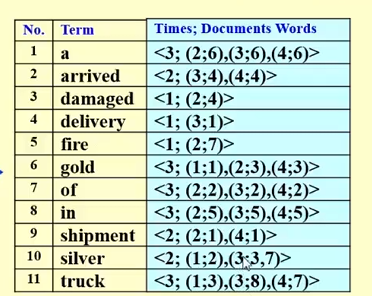 No. Term Times; Documents Words
1 a <3; (2;6),(3;6),(4;6)>
2 arrived <2; (3;4),(4;4)>
3 damaged <1; (2;4)>
4 delivery <1; (3;1)>
5 fire <1; (2;7)>
6 gold <3; (1;1),(2;3),(4;3)>
7 of <3; (2;2),(3;2),(4;2)>
8 in <3; (2;5),(3;5),(4;5)>
9 shipment <2; (2;1),(4;1)>
10 silver <2; (1;2),(3;3,7)>
11 truck <3; (1;3),(3;8),(4;7)>